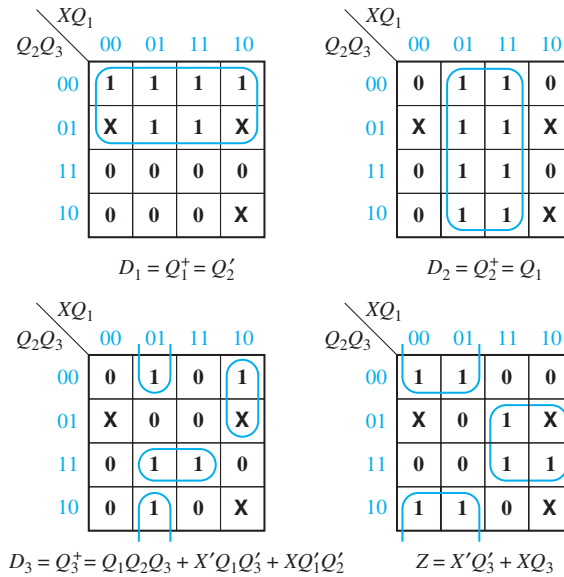 XQ₁ XQ₁
Q₂Q₃ 00 01 11 10 Q₂Q₃ 00 01 11 10
00 1 1 1 1 00 0 1 1 0
01 X 1 1 X 01 X 1 1 X
11 0 0 0 0 11 0 1 1 0
10 0 0 0 X 10 0 1 1 X
D₁ = Q₁⁺ = Q₂′ D₂ = Q₂⁺ = Q₁
XQ₁ XQ₁
Q₂Q₃ 00 01 11 10 Q₂Q₃ 00 01 11 10
00 0 1 0 1 00 1 1 0 0
01 X 0 0 X 01 X 0 1 X
11 0 1 1 0 11 0 0 1 1
10 0 1 0 X 10 1 1 0 X
D₃ = Q₃⁺ = Q₁Q₂Q₃ + X′Q₁Q₃′ + XQ₁′Q₂′ Z = X′Q₃′ + XQ₃